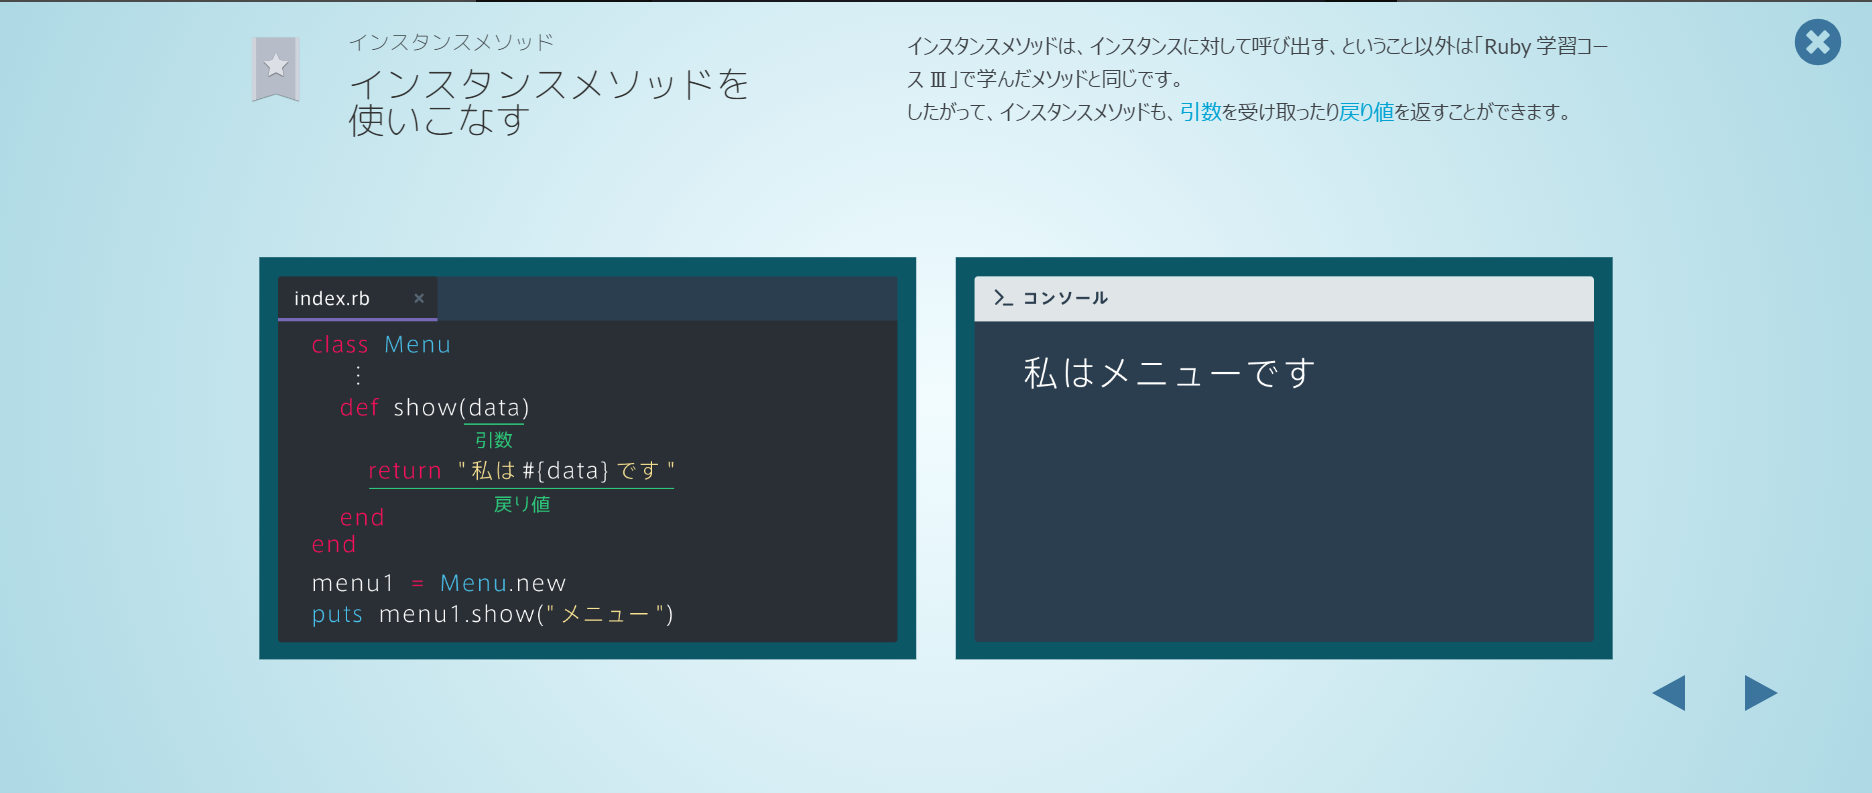 インスタンスメソッド
インスタンスメソッドを
使いこなす
インスタンスメソッドは、インスタンスに対して呼び出す、ということ以外は「Ruby 学習コー
ス Ⅲ」で学んだメソッドと同じです。
したがって、インスタンスメソッドも、引数を受け取ったり戻り値を返すことができます。
index.rb ×
class Menu
⋮
def show(data)
引数
return "私は#{data}です"
戻り値
end
end
menu1 = Menu.new
puts menu1.show("メニュー")
>_ コンソール
私はメニューです